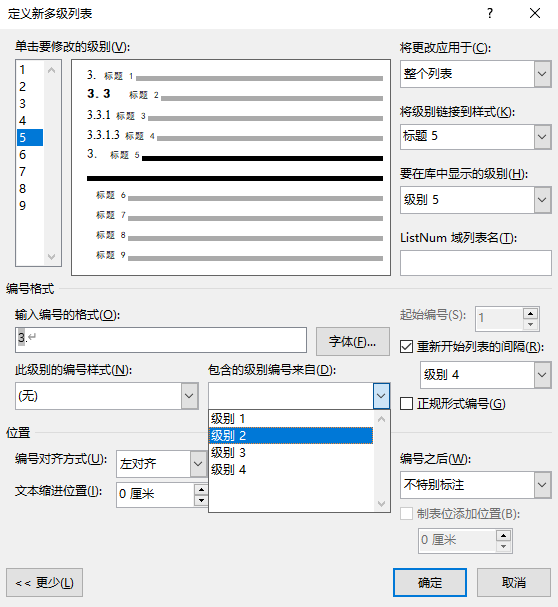 定义新多级列表
单击要修改的级别(V):
1
2
3
4
5
6
7
8
9
3. 标题 1
3.3 标题 2
3.3.1 标题 3
3.3.1.3 标题 4
3. 标题 5
标题 6
标题 7
标题 8
标题 9
将更改应用于(C):
整个列表
将级别链接到样式(K):
标题 5
要在库中显示的级别(H):
级别 5
ListNum 域列表名(T):
编号格式
输入编号的格式(O):
3.
字体(F)...
此级别的编号样式(N):
(无)
包含的级别编号来自(D):
级别 1
级别 2
级别 3
级别 4
起始编号(S):
1
重新开始列表的间隔(R):
级别 4
正规形式编号(G)
位置
编号对齐方式(U):
左对齐
文本缩进位置(I):
0 厘米
编号之后(W):
不特别标注
制表位添加位置(B):
0 厘米
<< 更少(L)
确定
取消